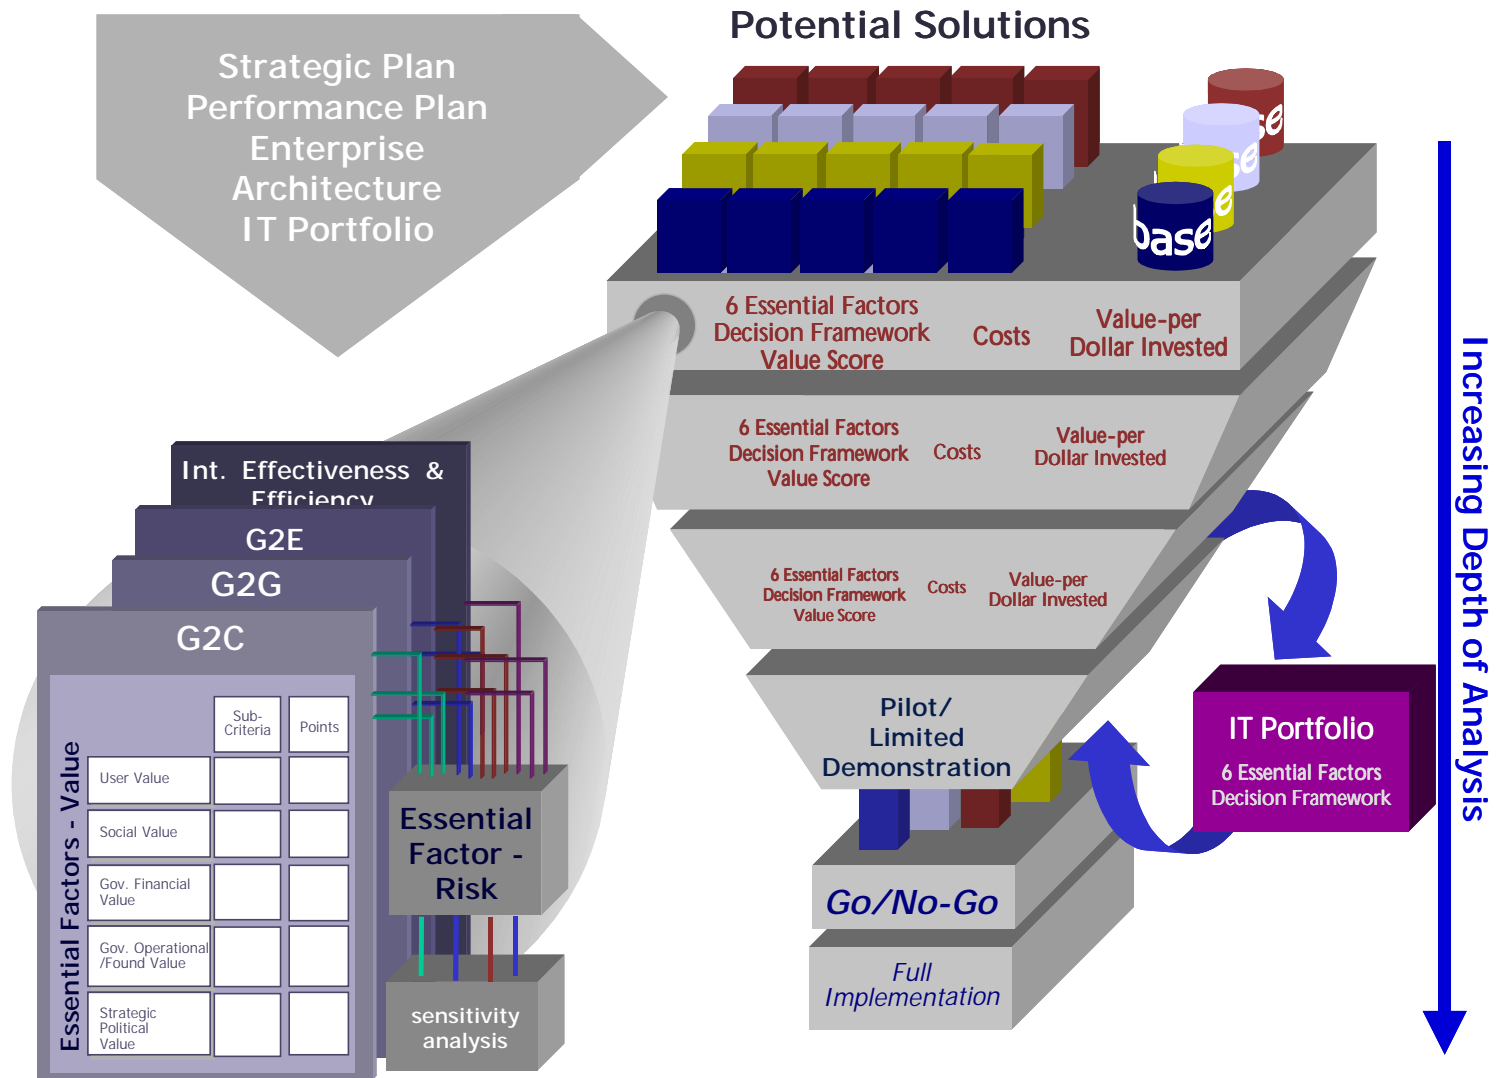 Potential Solutions
Strategic Plan
Performance Plan
Enterprise
Architecture
IT Portfolio
base
6 Essential Factors
Decision Framework
Value Score
Costs
Value-per
Dollar Invested
6 Essential Factors
Decision Framework
Value Score
Costs
Value-per
Dollar Invested
6 Essential Factors
Decision Framework
Value Score
Costs
Value-per
Dollar Invested
Pilot/
Limited
Demonstration
Go/No-Go
Full
Implementation
IT Portfolio
6 Essential Factors
Decision Framework
Increasing Depth of Analysis
Int. Effectiveness &
Efficiency
G2E
G2G
G2C
Essential Factors - Value
Sub-
Criteria
Points
User Value
Social Value
Gov. Financial
Value
Gov. Operational
/Found Value
Strategic
Political
Value
Essential
Factor -
Risk
sensitivity
analysis